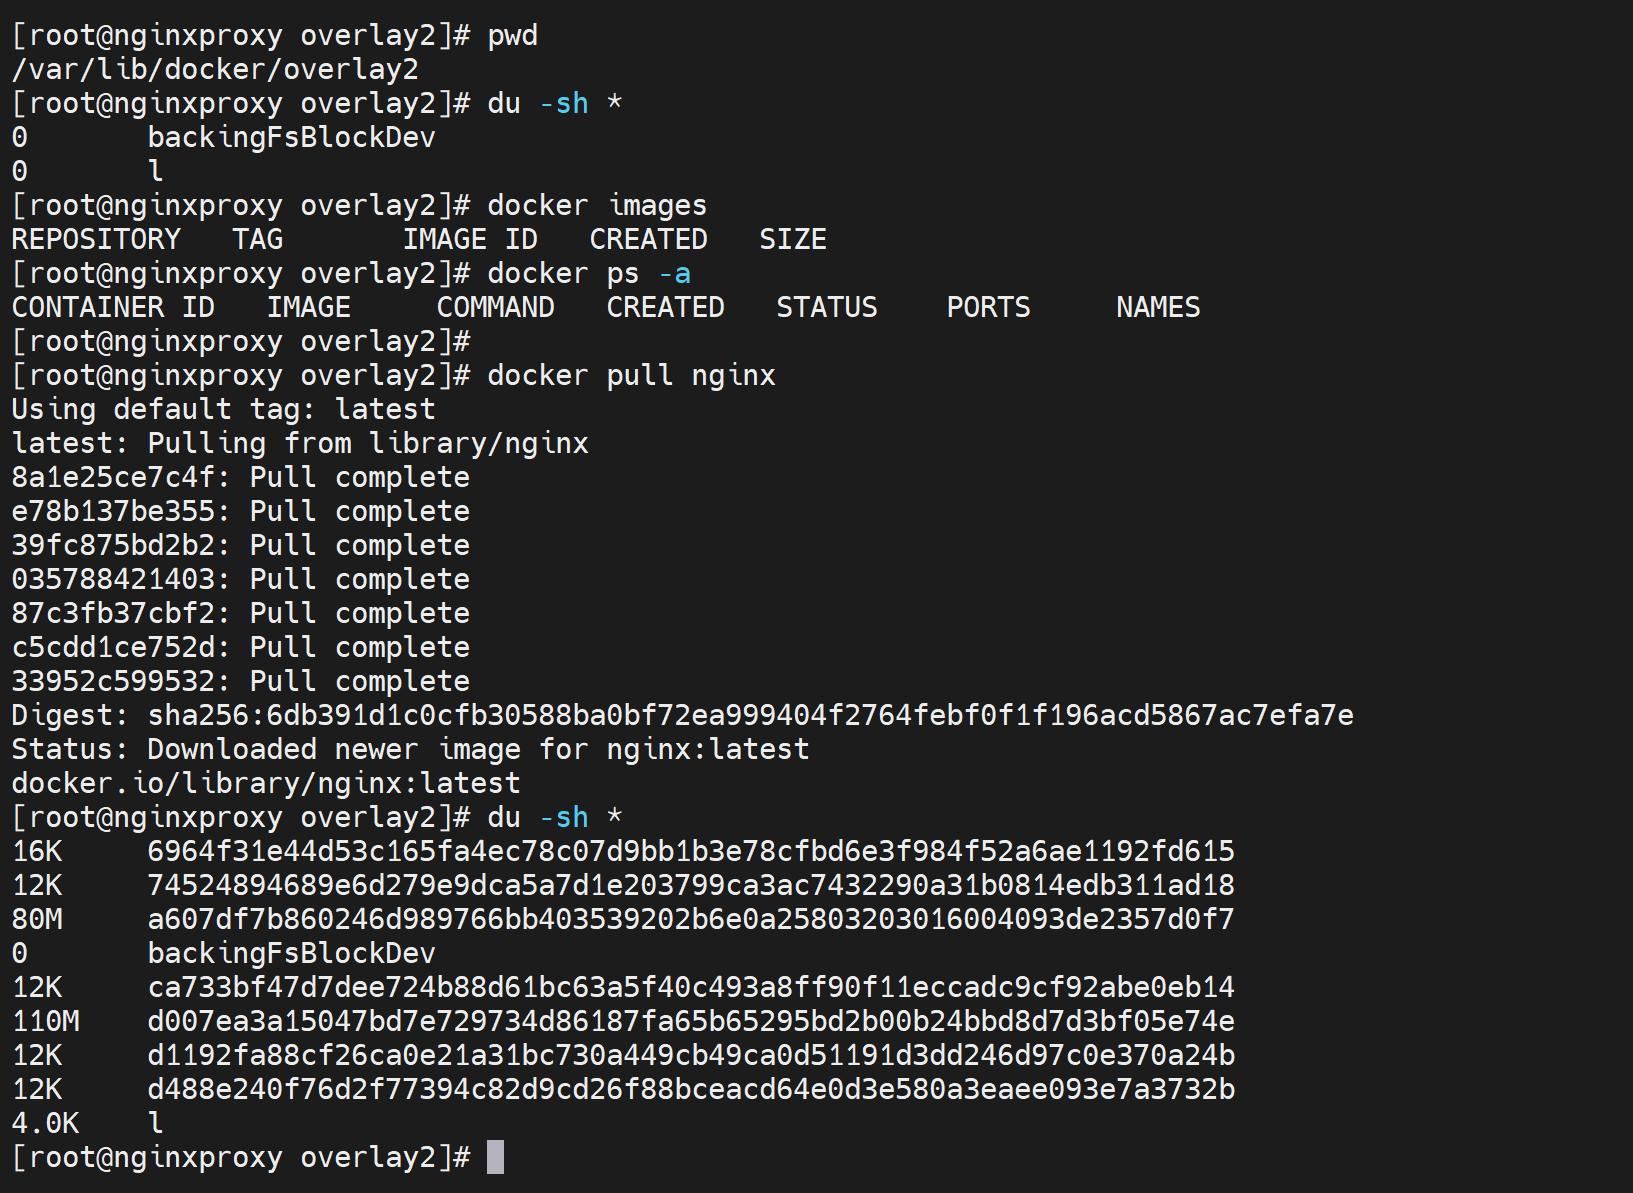 [root@nginxproxy overlay2]# pwd
/var/lib/docker/overlay2
[root@nginxproxy overlay2]# du -sh *
0       backingFsBlockDev
0       l
[root@nginxproxy overlay2]# docker images
REPOSITORY   TAG       IMAGE ID   CREATED   SIZE
[root@nginxproxy overlay2]# docker ps -a
CONTAINER ID   IMAGE     COMMAND   CREATED   STATUS    PORTS     NAMES
[root@nginxproxy overlay2]#
[root@nginxproxy overlay2]# docker pull nginx
Using default tag: latest
latest: Pulling from library/nginx
8a1e25ce7c4f: Pull complete
e78b137be355: Pull complete
39fc875bd2b2: Pull complete
035788421403: Pull complete
87c3fb37cbf2: Pull complete
c5cdd1ce752d: Pull complete
33952c599532: Pull complete
Digest: sha256:6db391d1c0cfb30588ba0bf72ea999404f2764febf0f1f196acd5867ac7efa7e
Status: Downloaded newer image for nginx:latest
docker.io/library/nginx:latest
[root@nginxproxy overlay2]# du -sh *
16K     6964f31e44d53c165fa4ec78c07d9bb1b3e78cfbd6e3f984f52a6ae1192fd615
12K     74524894689e6d279e9dca5a7d1e203799ca3ac7432290a31b0814edb311ad18
80M     a607df7b860246d989766bb403539202b6e0a25803203016004093de2357d0f7
0       backingFsBlockDev
12K     ca733bf47d7dee724b88d61bc63a5f40c493a8ff90f11eccadc9cf92abe0eb14
110M    d007ea3a15047bd7e729734d86187fa65b65295bd2b00b24bbd8d7d3bf05e74e
12K     d1192fa88cf26ca0e21a31bc730a449cb49ca0d51191d3dd246d97c0e370a24b
12K     d488e240f76d2f77394c82d9cd26f88bceacd64e0d3e580a3eaee093e7a3732b
4.0K    l
[root@nginxproxy overlay2]#